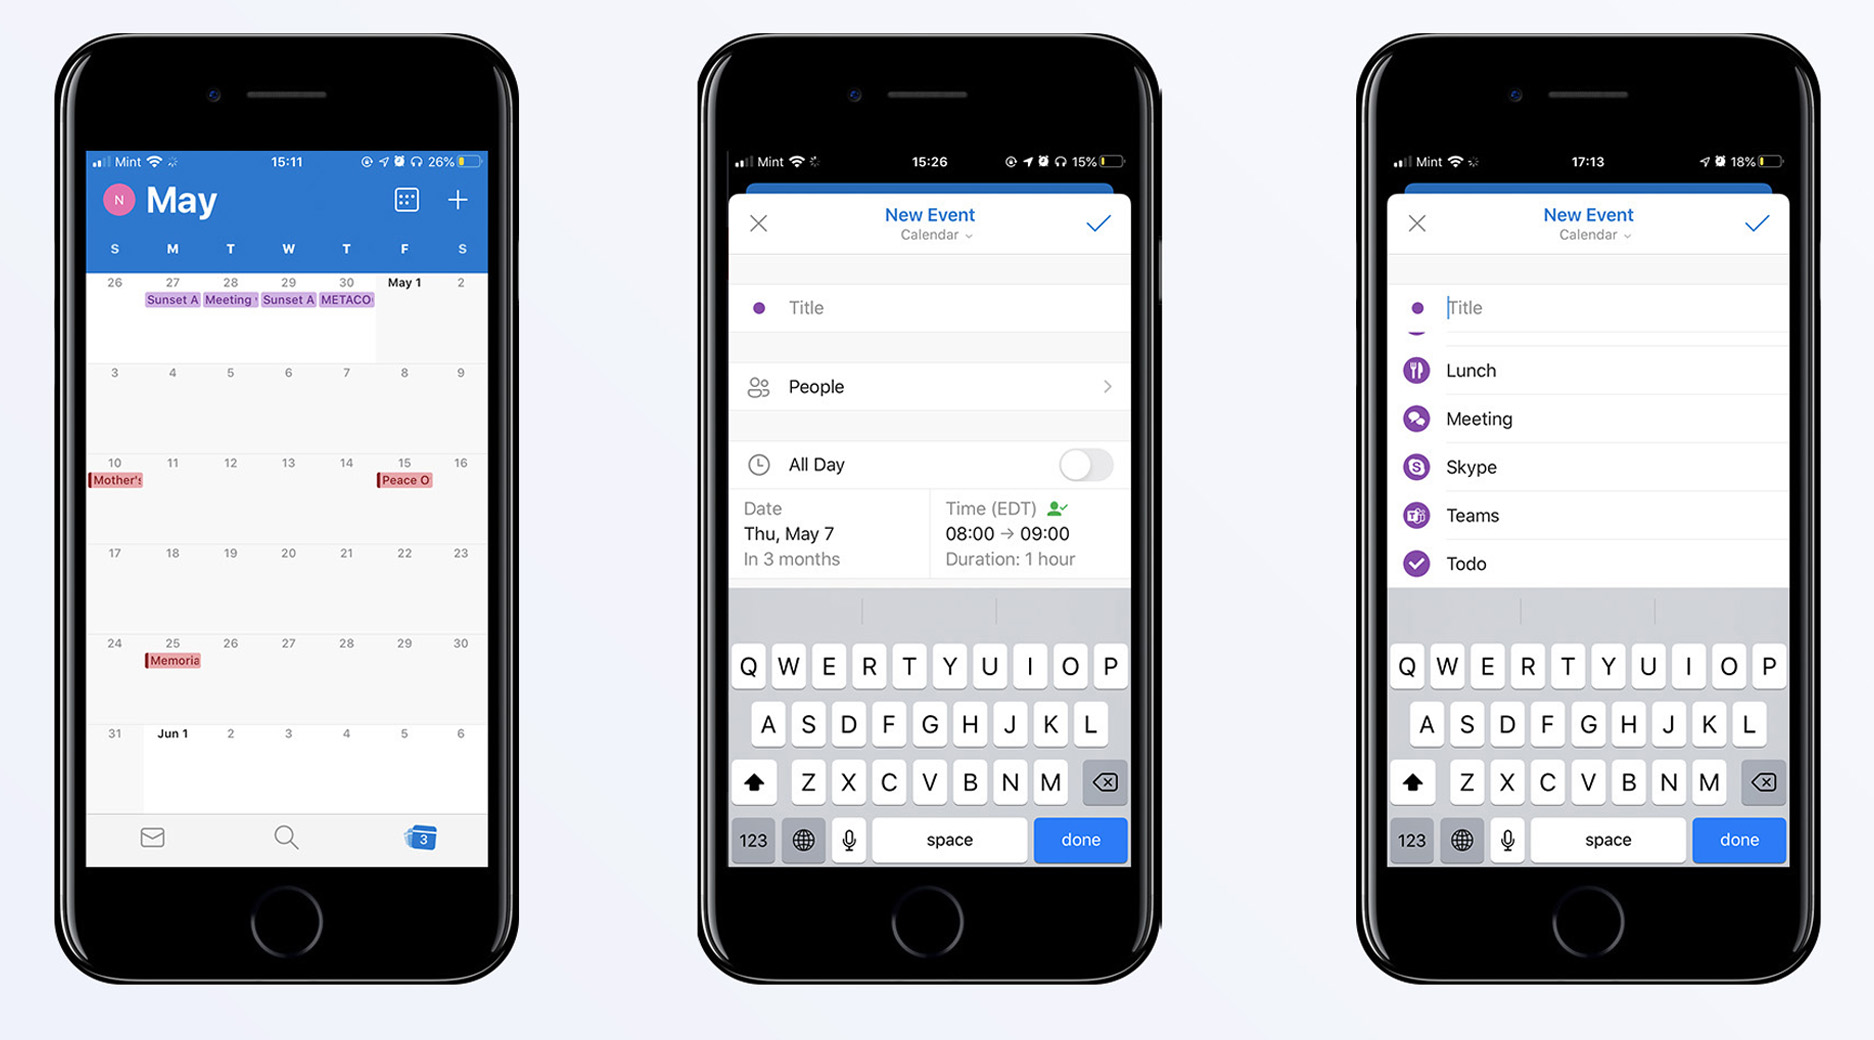 Mint 15:11 26%
N May
S M T W T F S
26 27 28 29 30 May 1 2
Sunset A Meeting Sunset A METACO
3 4 5 6 7 8 9
10 11 12 13 14 15 16
Mother's Peace O
17 18 19 20 21 22 23
24 25 26 27 28 29 30
Memoria
31 Jun 1 2 3 4 5 6
3
Mint 15:26 15%
New Event
Calendar
Title
People
All Day
Date
Thu, May 7
In 3 months
Time (EDT)
08:00 → 09:00
Duration: 1 hour
Q W E R T Y U I O P
A S D F G H J K L
Z X C V B N M
123 space done
Mint 17:13 18%
New Event
Calendar
Title
Lunch
Meeting
Skype
Teams
Todo
Q W E R T Y U I O P
A S D F G H J K L
Z X C V B N M
123 space done